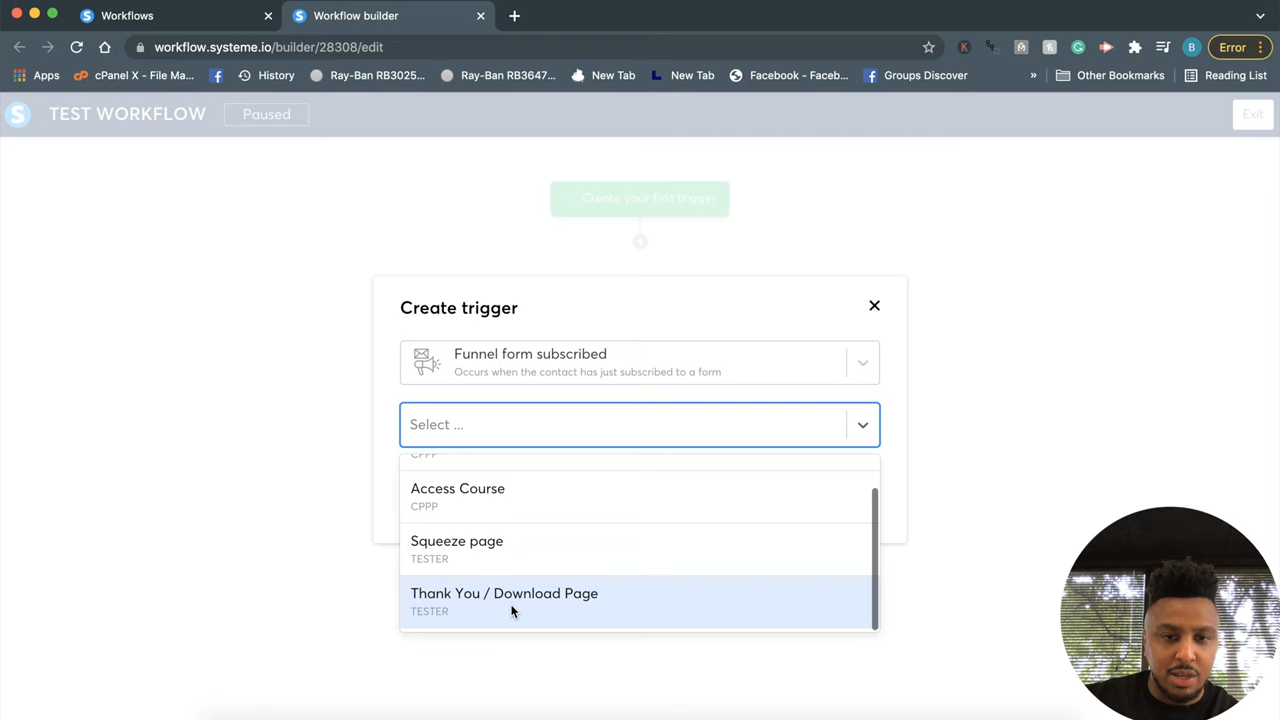 Workflows
Workflow builder
workflow.systeme.io/builder/28308/edit
B
Error
Apps
cPanel X - File Ma...
History
Ray-Ban RB3025...
Ray-Ban RB3647...
New Tab
New Tab
Facebook - Faceb...
Groups Discover
»
Other Bookmarks
Reading List
S
TEST WORKFLOW
Paused
Exit
Create your first trigger
Create trigger
Funnel form subscribed
Occurs when the contact has just subscribed to a form
Select ...
CPPP
Access Course
CPPP
Squeeze page
TESTER
Thank You / Download Page
TESTER